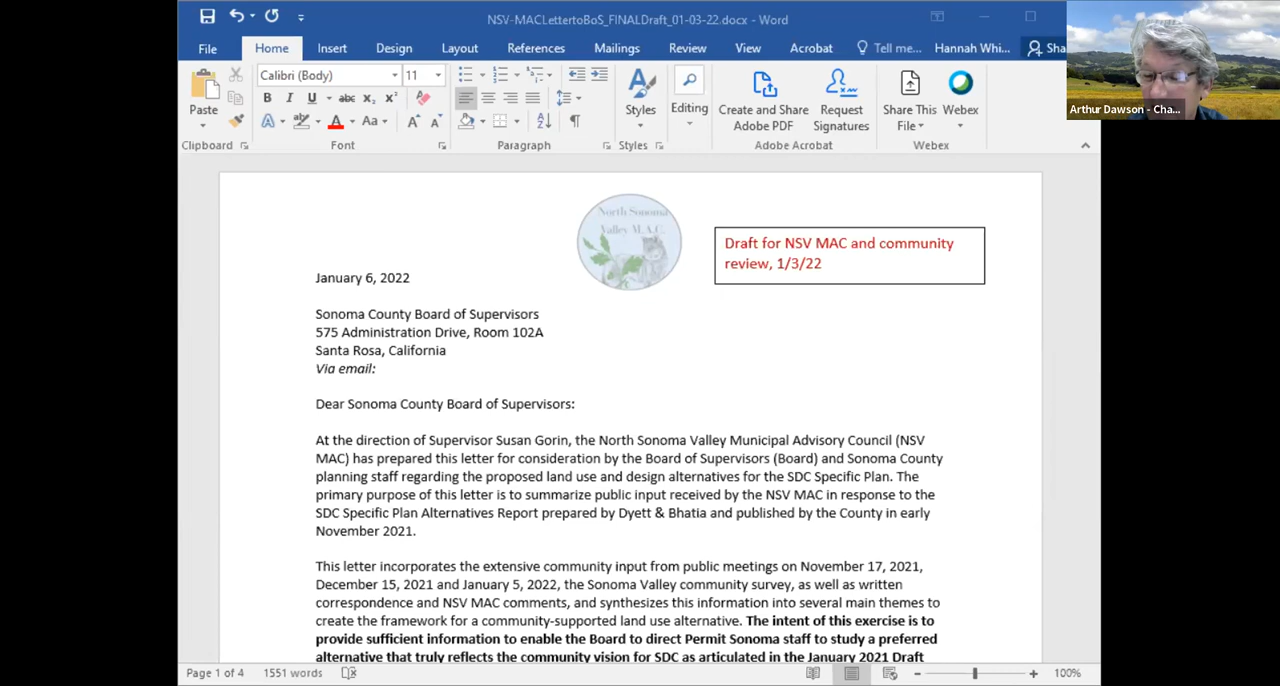 NSV-MACLettertoBoS_FINALDraft_01-03-22.docx - Word
File Home Insert Design Layout References Mailings Review View Acrobat Tell me... Hannah Whi... Sha
Arthur Dawson - Cha...
Calibri (Body) 11
Paste
Styles
Editing
Create and Share
Adobe PDF
Request
Signatures
Share This
File
Webex
Clipboard Font Paragraph Styles Adobe Acrobat Webex
North Sonoma
Valley M.A.C.
Draft for NSV MAC and community
review, 1/3/22
January 6, 2022
Sonoma County Board of Supervisors
575 Administration Drive, Room 102A
Santa Rosa, California
Via email:
Dear Sonoma County Board of Supervisors:
At the direction of Supervisor Susan Gorin, the North Sonoma Valley Municipal Advisory Council (NSV
MAC) has prepared this letter for consideration by the Board of Supervisors (Board) and Sonoma County
planning staff regarding the proposed land use and design alternatives for the SDC Specific Plan. The
primary purpose of this letter is to summarize public input received by the NSV MAC in response to the
SDC Specific Plan Alternatives Report prepared by Dyett & Bhatia and published by the County in early
November 2021.
This letter incorporates the extensive community input from public meetings on November 17, 2021,
December 15, 2021 and January 5, 2022, the Sonoma Valley community survey, as well as written
correspondence and NSV MAC comments, and synthesizes this information into several main themes to
create the framework for a community-supported land use alternative. The intent of this exercise is to
provide sufficient information to enable the Board to direct Permit Sonoma staff to study a preferred
alternative that truly reflects the community vision for SDC as articulated in the January 2021 Draft
Page 1 of 4 1551 words 100%